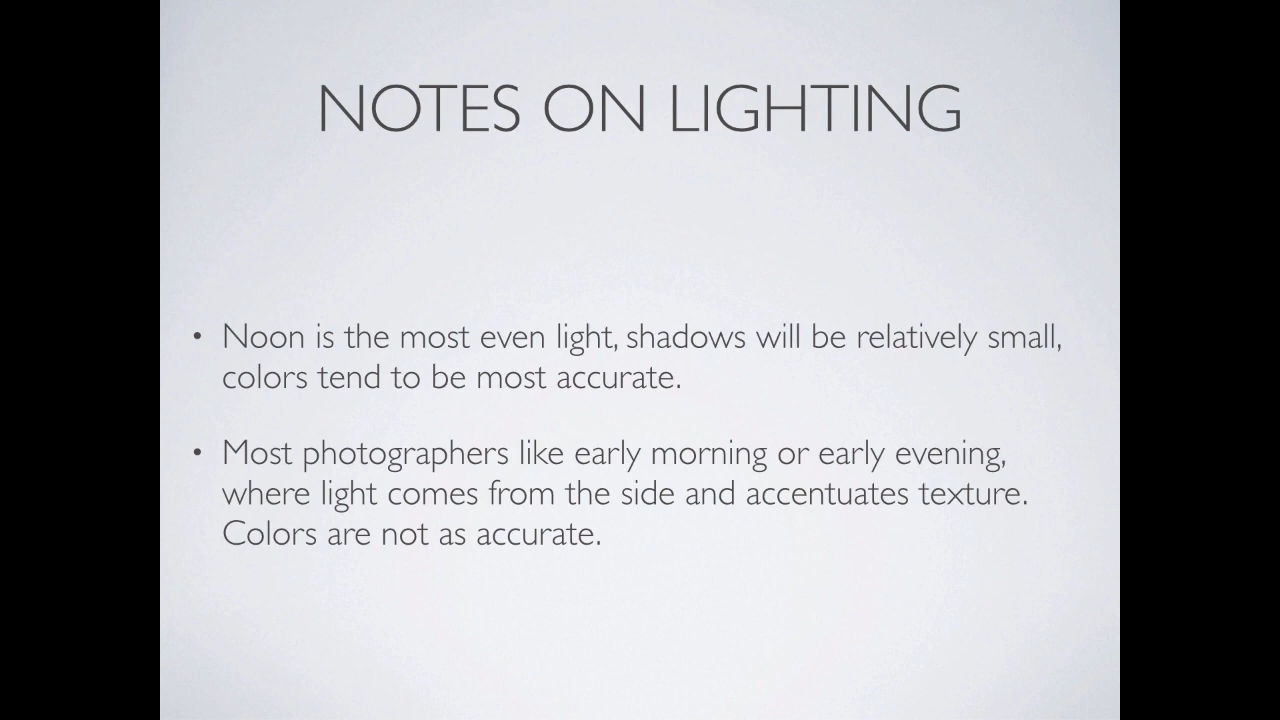 NOTES ON LIGHTING
• Noon is the most even light, shadows will be relatively small,
colors tend to be most accurate.
• Most photographers like early morning or early evening,
where light comes from the side and accentuates texture.
Colors are not as accurate.